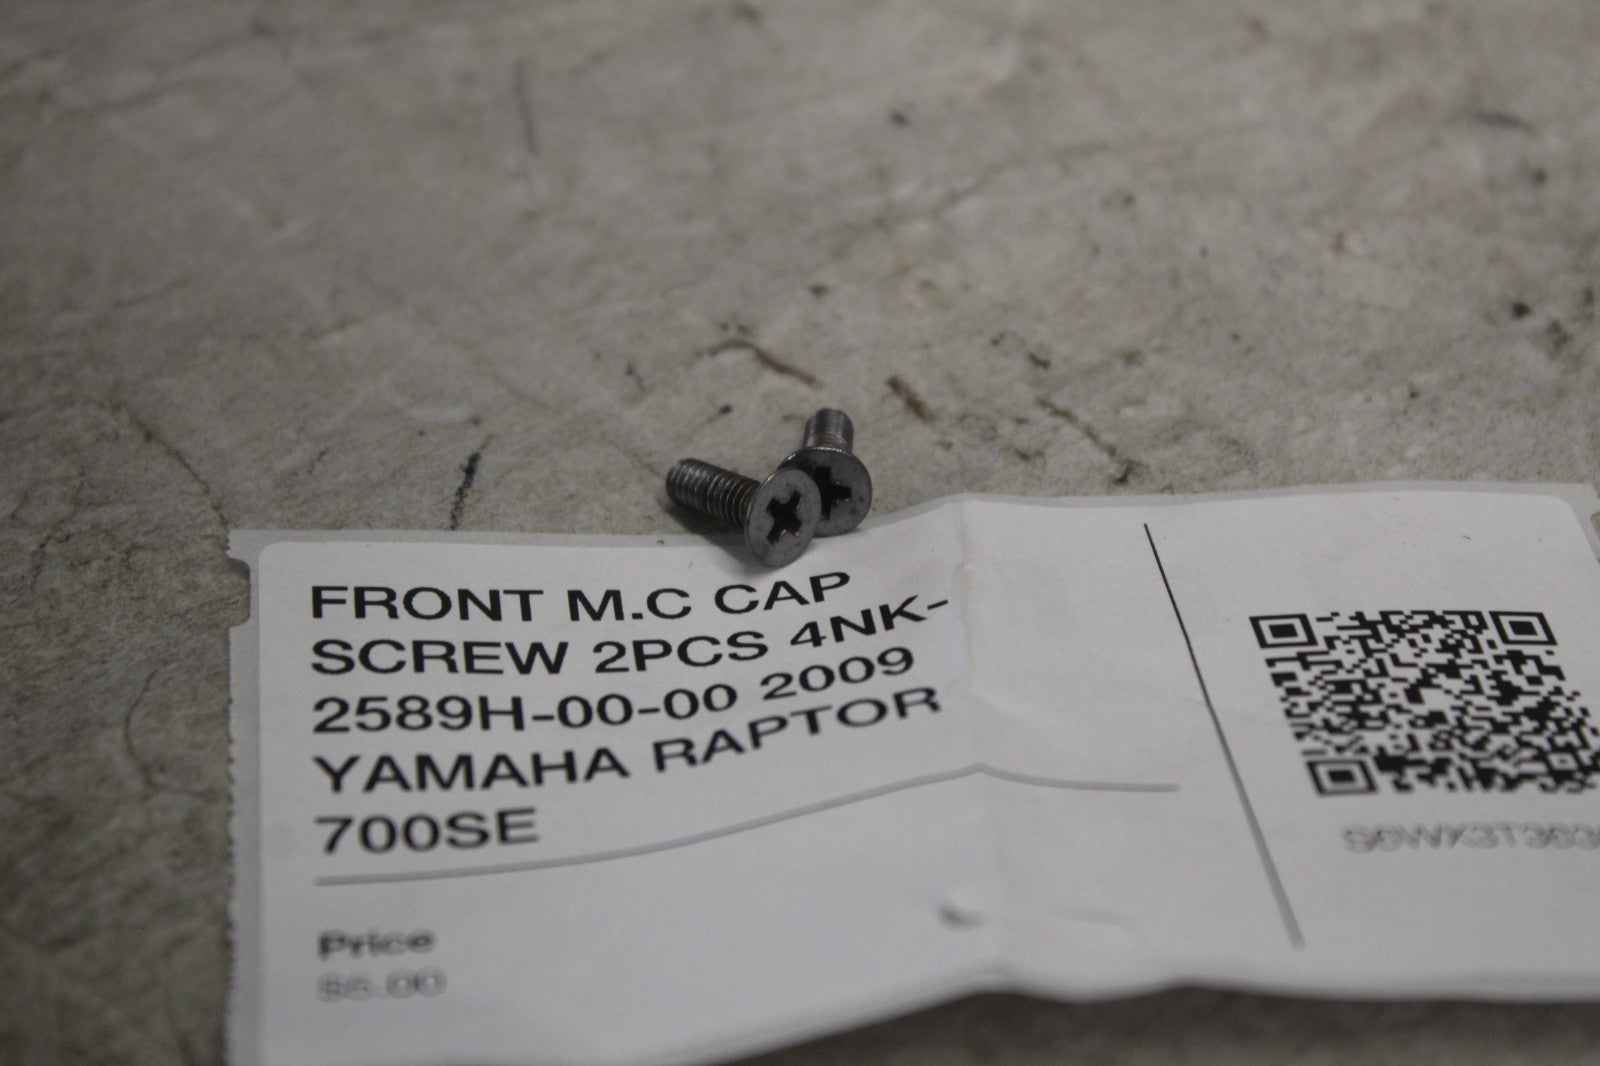 FRONT M.C CAP
SCREW 2PCS 4NK-
2589H-00-00 2009
YAMAHA RAPTOR
700SE
Price